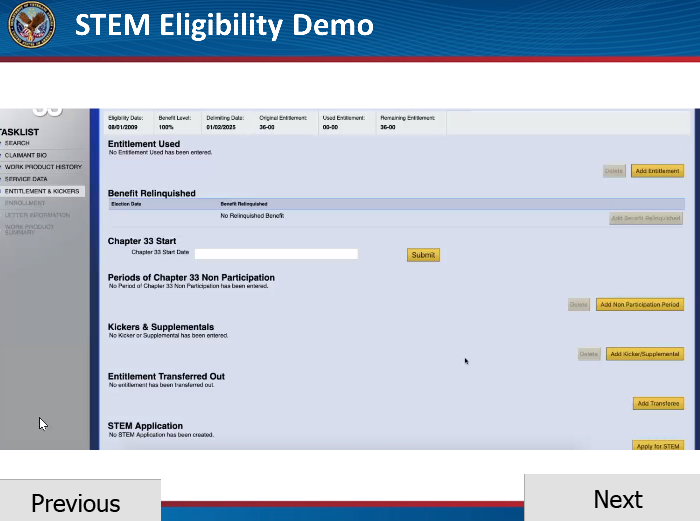 STEM Eligibility Demo
TASKLIST
SEARCH
CLAIMANT BIO
WORK PRODUCT HISTORY
SERVICE DATA
ENTITLEMENT & KICKERS
ENROLLMENT
LETTER INFORMATION
WORK PRODUCT
SUMMARY
Eligibility Date: Benefit Level: Delimiting Date: Original Entitlement: Used Entitlement: Remaining Entitlement:
08/01/2009 100% 01/02/2025 36-00 00-00 36-00
Entitlement Used
No Entitlement Used has been entered.
Delete Add Entitlement
Benefit Relinquished
Election Date Benefit Relinquished
No Relinquished Benefit
Add Benefit Relinquished
Chapter 33 Start
Chapter 33 Start Date Submit
Periods of Chapter 33 Non Participation
No Period of Chapter 33 Non Participation has been entered.
Delete Add Non Participation Period
Kickers & Supplementals
No Kicker or Supplemental has been entered.
Delete Add Kicker/Supplemental
Entitlement Transferred Out
No entitlement has been transferred out.
Add Transferee
STEM Application
No STEM Application has been created.
Apply for STEM
Previous
Next